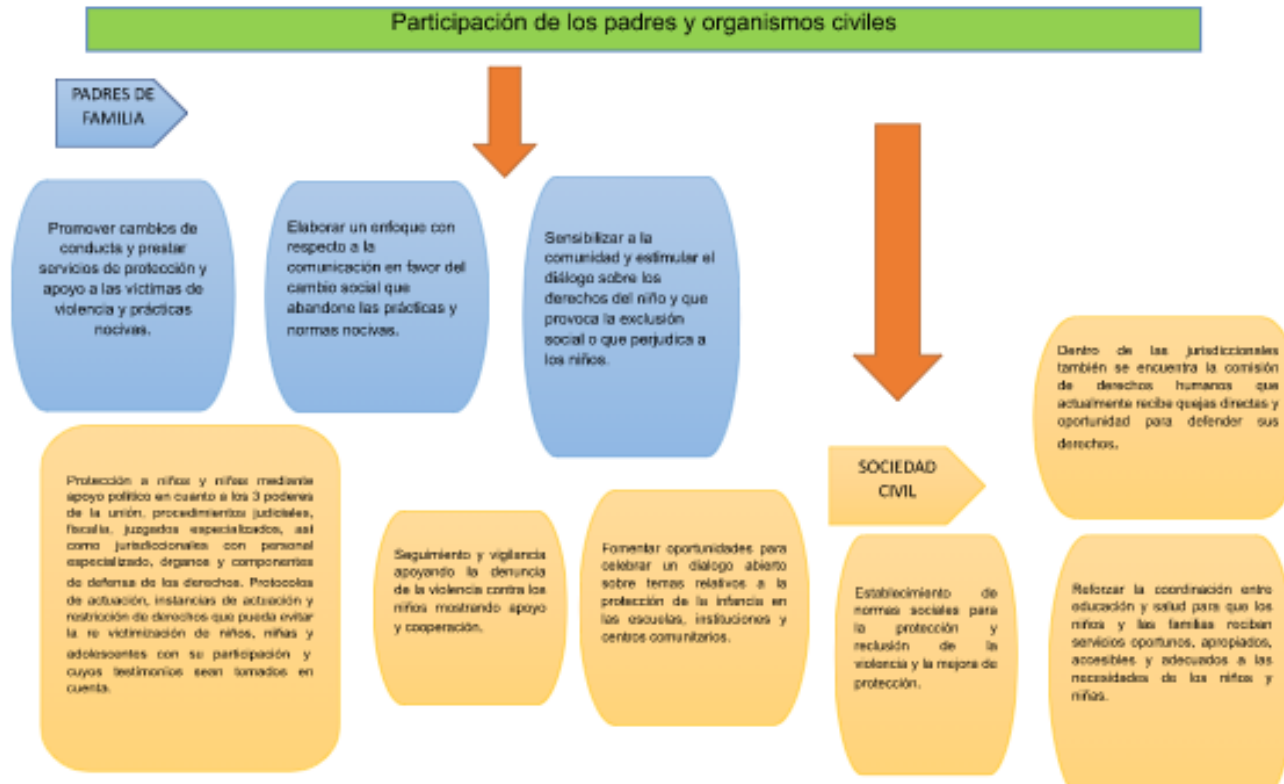 Participación de los padres y organismos civiles
PADRES DE
FAMILIA
Promover cambios de
conducta y prestar
servicios de protección y
apoyo a las víctimas de
violencia y prácticas
nocivas.
Elaborar un enfoque con
respecto a la
comunicación en favor del
cambio social que
abandone las prácticas y
normas nocivas.
Sensibilizar a la
comunidad y estimular el
diálogo sobre los
derechos del niño y que
provoca la exclusión
social o que perjudica a
los niños.
Dentro de las jurisdiccionales
también se encuentra la comisión
de derechos humanos que
actualmente recibe quejas directas y
oportunidad para defender sus
derechos.
SOCIEDAD
CIVIL
Protección a niños y niñas mediante
apoyo político en cuanto a los 3 poderes
de la unión, procedimientos judiciales,
fiscalía, juzgados especializados, así
como jurisdiccionales con personal
especializado, órganos y componentes
de defensa de los derechos. Protocolos
de actuación, instancias de actuación y
restricción de derechos que pueda evitar
la re victimización de niños, niñas y
adolescentes con su participación y
cuyos testimonios sean tomados en
cuenta.
Seguimiento y vigilancia
apoyando la denuncia
de la violencia contra los
niños mostrando apoyo
y cooperación.
Fomentar oportunidades para
celebrar un dialogo abierto
sobre temas relativos a la
protección de la infancia en
las escuelas, instituciones y
centros comunitarios.
Establecimiento de
normas sociales para
la protección y
reclusión de la
violencia y la mejora de
protección.
Reforzar la coordinación entre
educación y salud para que los
niños y las familias reciban
servicios oportunos, apropiados,
accesibles y adecuados a las
necesidades de los niños y
niñas.